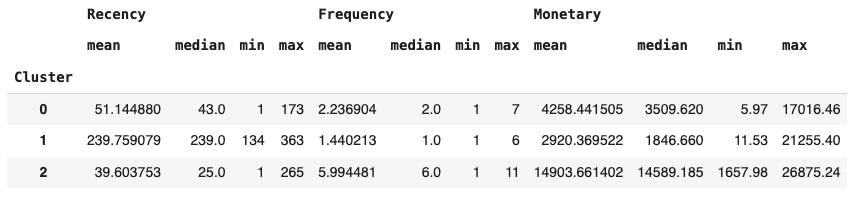 Recency Frequency Monetary
mean median min max mean median min max mean median min max
Cluster
0 51.144880 43.0 1 173 2.236904 2.0 1 7 4258.441505 3509.620 5.97 17016.46
1 239.759079 239.0 134 363 1.440213 1.0 1 6 2920.369522 1846.660 11.53 21255.40
2 39.603753 25.0 1 265 5.994481 6.0 1 11 14903.661402 14589.185 1657.98 26875.24